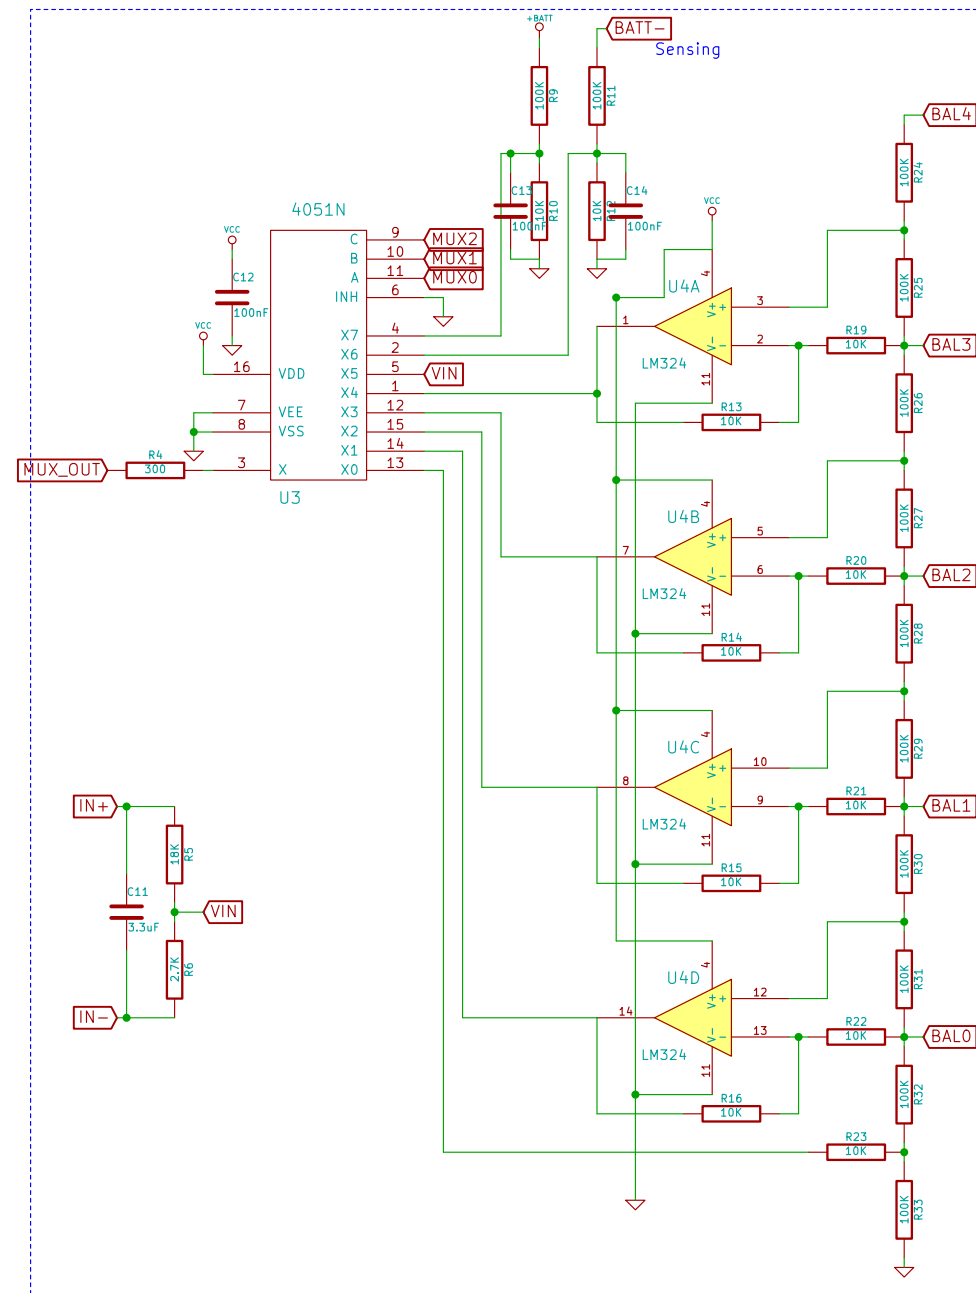 +BATT
BATT-
Sensing
100K
R9
100K
R11
BAL4
100K
R24
C13
100nF
10K
R10
10K
R12
C14
100nF
VCC
4051N
VCC
C12
100nF
VCC
C
9
MUX2
B
10
MUX1
A
11
MUX0
INH
6
X7
4
X6
2
X5
5
VIN
X4
1
X3
12
X2
15
X1
14
X0
13
16
VDD
7
VEE
8
VSS
3
X
MUX_OUT
R4
300
U3
U4A
4
V+
+
3
1
V-
-
2
LM324
11
R19
10K
100K
R25
BAL3
R13
10K
100K
R26
U4B
4
V+
+
5
7
V-
-
6
LM324
11
R20
10K
100K
R27
BAL2
R14
10K
100K
R28
U4C
4
V+
+
10
8
V-
-
9
LM324
11
R21
10K
100K
R29
BAL1
R15
10K
100K
R30
IN+
18K
R5
C11
3.3uF
VIN
2.7K
R6
IN-
U4D
4
V+
+
12
14
V-
-
13
LM324
11
R22
10K
100K
R31
BAL0
R16
10K
100K
R32
R23
10K
100K
R33